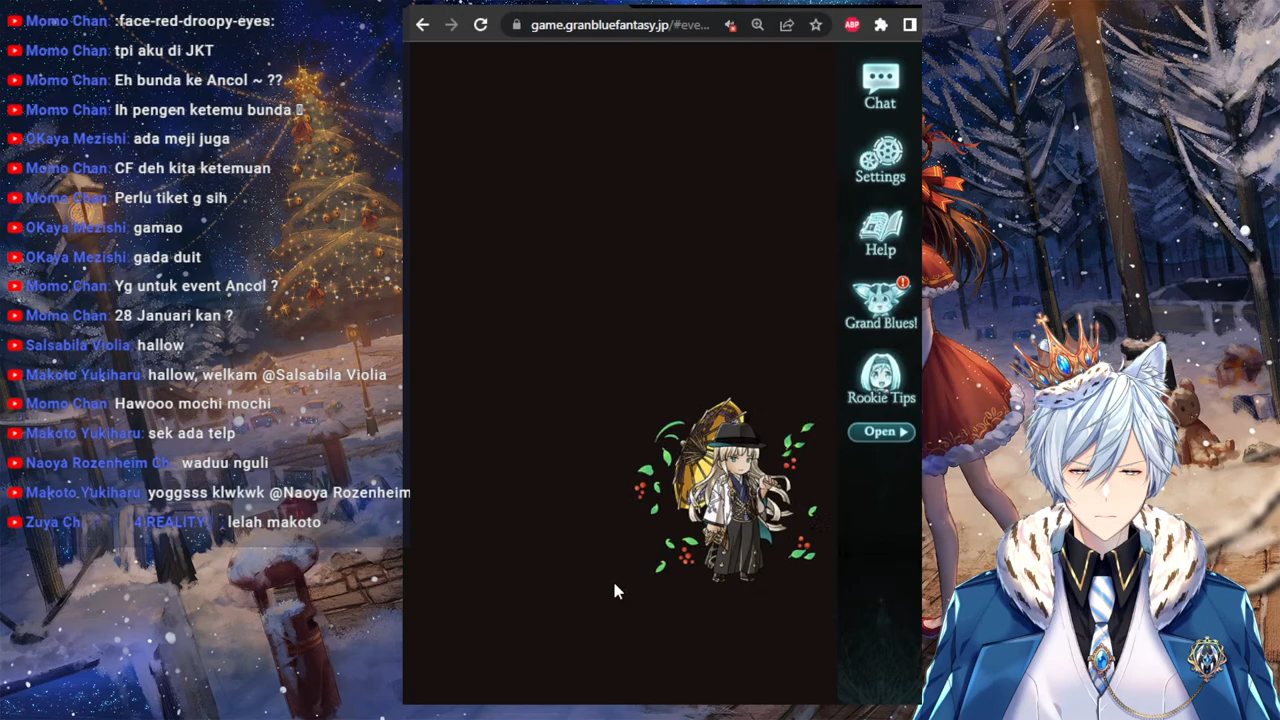 Momo Chan: :face-red-droopy-eyes:
Momo Chan: tpi aku di JKT
Momo Chan: Eh bunda ke Ancol ~ ??
Momo Chan: Ih pengen ketemu bunda
OKaya Mezishi: ada meji juga
Momo Chan: CF deh kita ketemuan
Momo Chan: Perlu tiket g sih
OKaya Mezishi: gamao
OKaya Mezishi: gada duit
Momo Chan: Yg untuk event Ancol ?
Momo Chan: 28 Januari kan ?
Salsabila Violia: hallow
Makoto Yukiharu: hallow, welkam @Salsabila Violia
Momo Chan: Hawooo mochi mochi
Makoto Yukiharu: sek ada telp
Naoya Rozenheim Ch. waduu nguli
Makoto Yukiharu: yoggsss klwkwk @Naoya Rozenheim
Zuya Ch. 4 REALITY lelah makoto
game.granbluefantasy.jp/#eve...
ABP
Chat
Settings
Help
Grand Blues!
Rookie Tips
Open